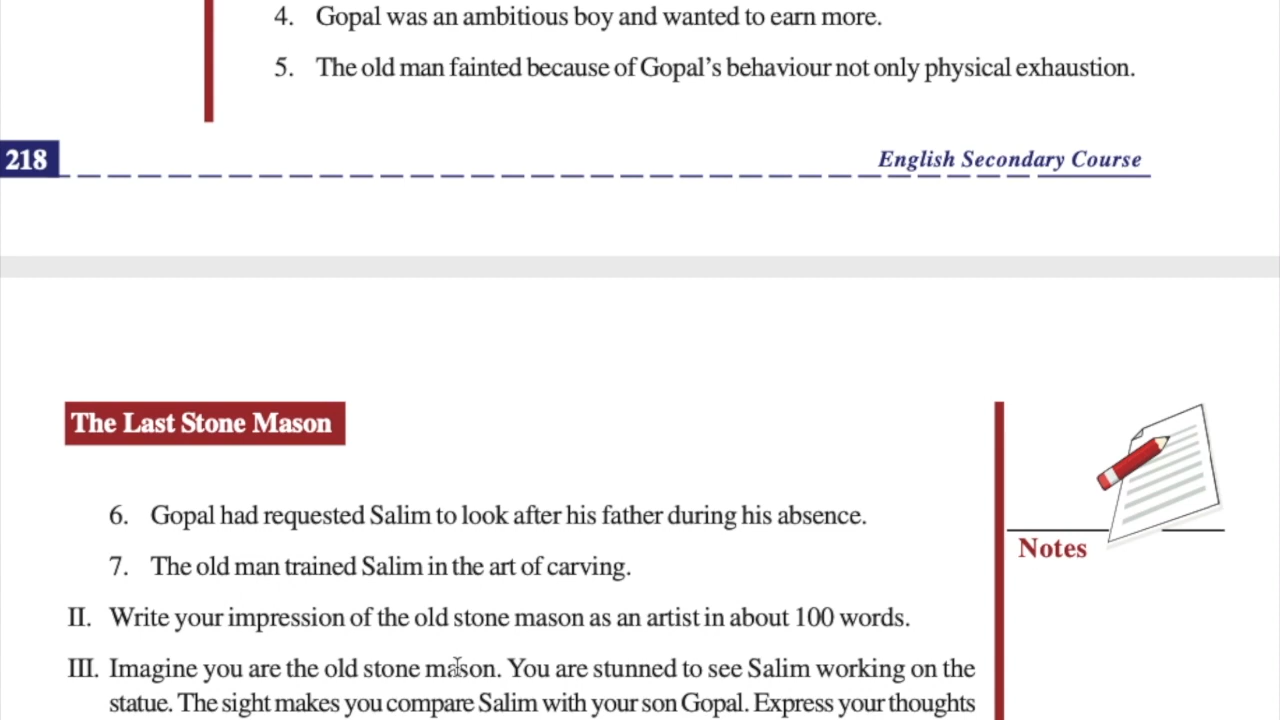 4. Gopal was an ambitious boy and wanted to earn more.
5. The old man fainted because of Gopal’s behaviour not only physical exhaustion.
218
English Secondary Course
The Last Stone Mason
6. Gopal had requested Salim to look after his father during his absence.
Notes
7. The old man trained Salim in the art of carving.
II. Write your impression of the old stone mason as an artist in about 100 words.
III. Imagine you are the old stone mason. You are stunned to see Salim working on the
statue. The sight makes you compare Salim with your son Gopal. Express your thoughts